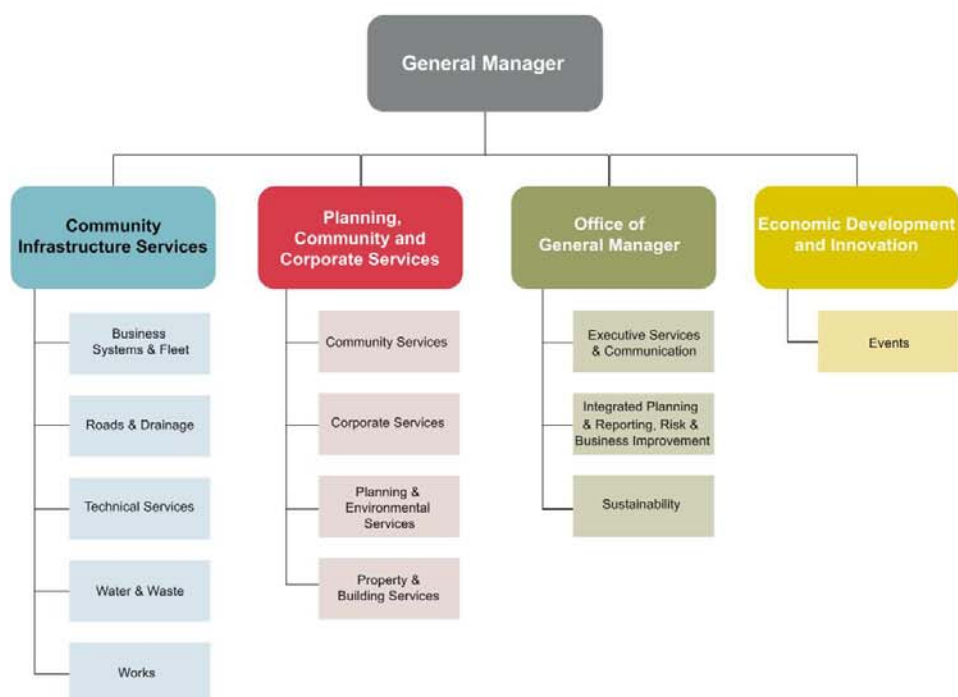 General Manager
Community
Infrastructure Services
Planning,
Community and
Corporate Services
Office of
General Manager
Economic Development
and Innovation
Business
Systems & Fleet
Roads & Drainage
Technical Services
Water & Waste
Works
Community Services
Corporate Services
Planning &
Environmental
Services
Property &
Building Services
Executive Services
& Communication
Integrated Planning
& Reporting, Risk &
Business Improvement
Sustainability
Events